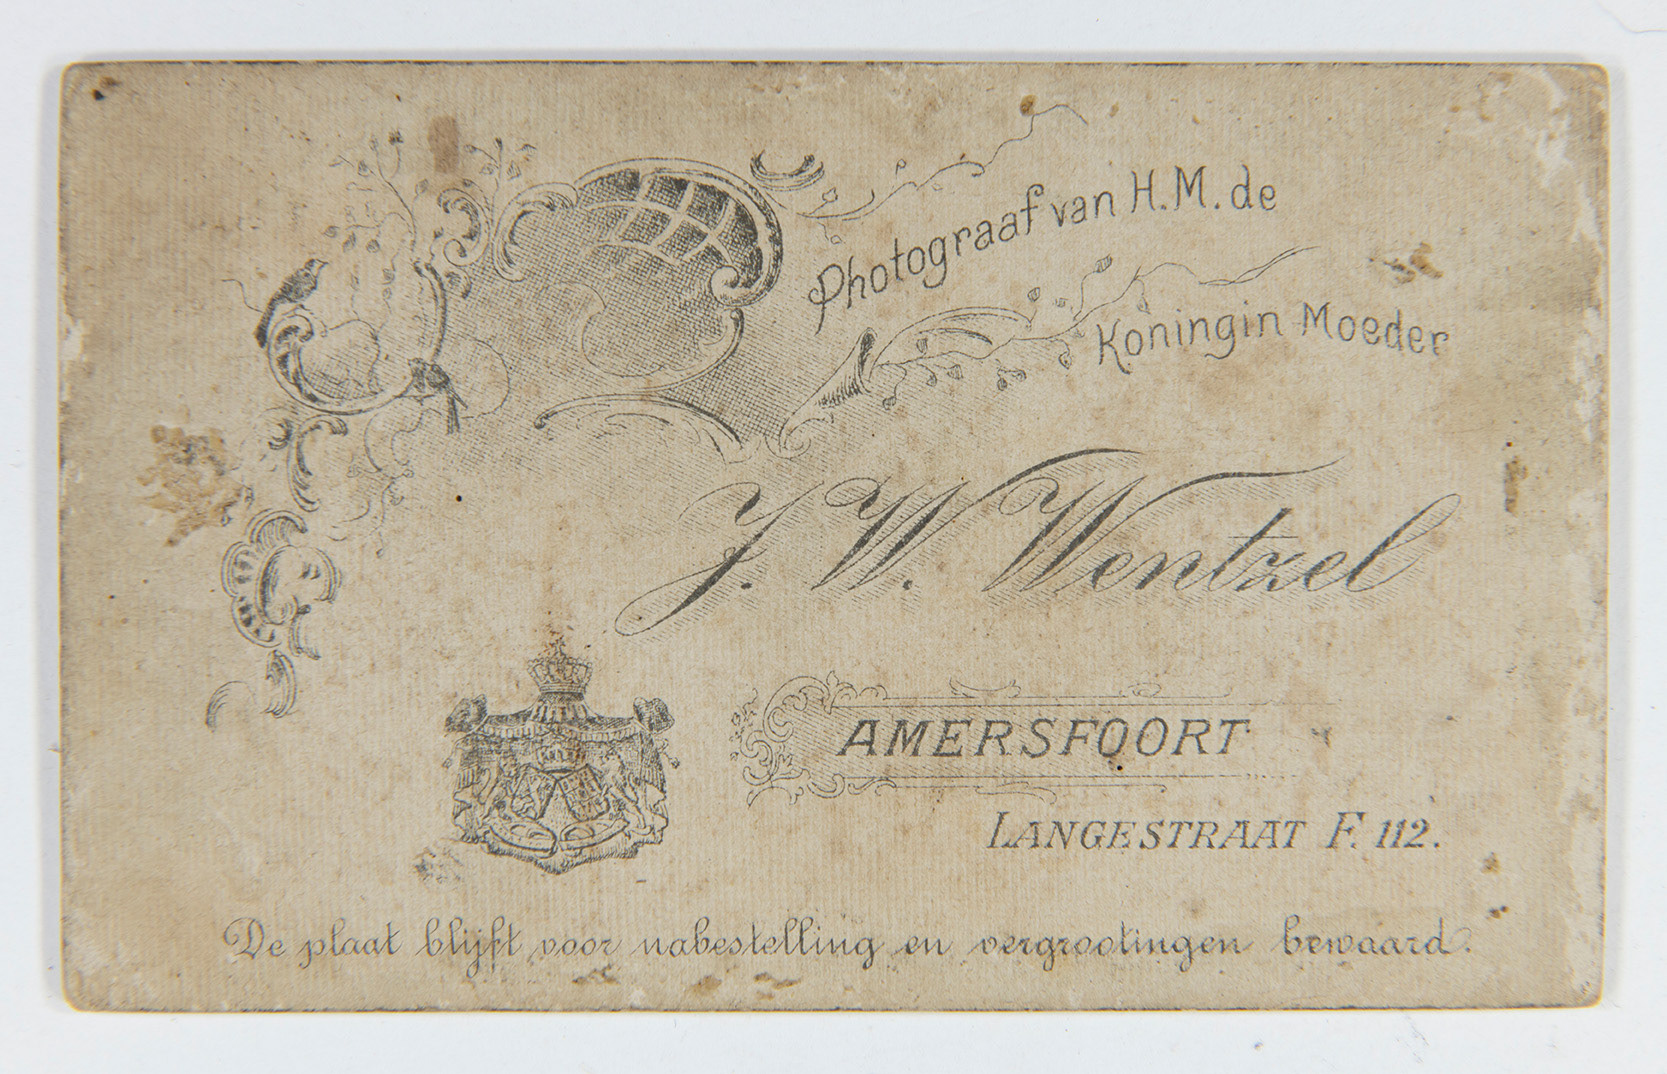 Photograaf van H.M. de
Koningin Moeder
J. W. Wentzel
AMERSFOORT
LANGESTRAAT F. 112.
De plaat blijft voor nabestelling en vergrootingen bewaard.